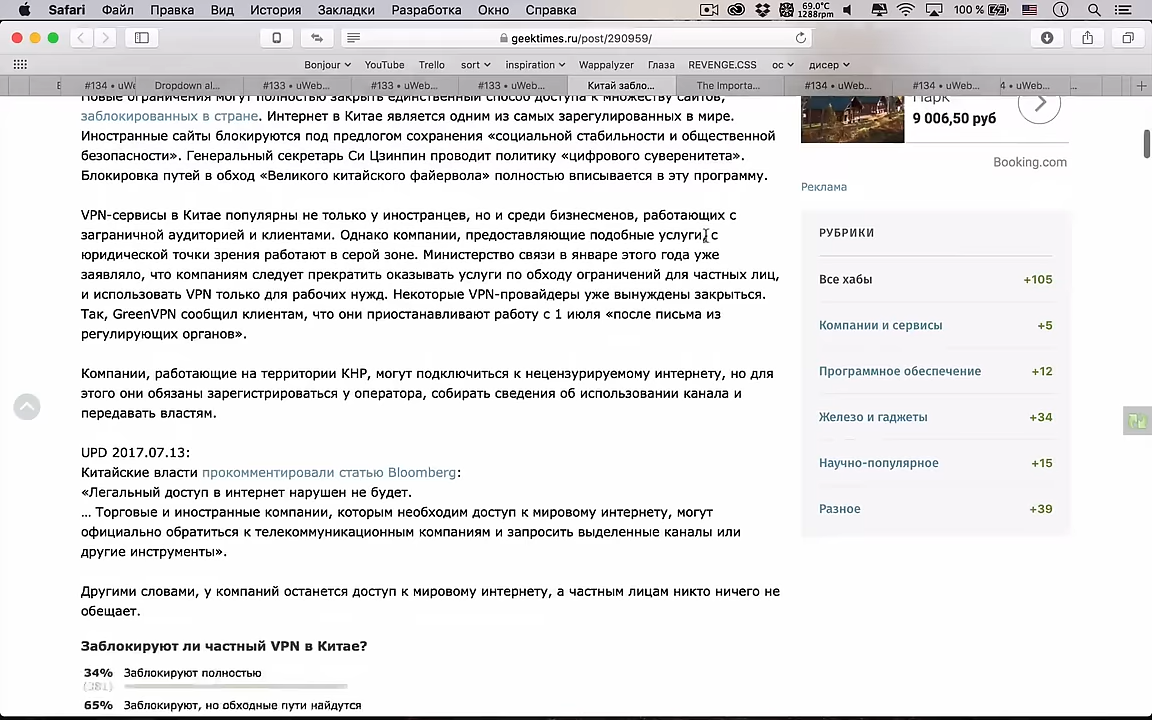 Safari Файл Правка Вид История Закладки Разработка Окно Справка
69.0°C
1288rpm
100 %
geektimes.ru/post/290959/
Bonjour YouTube Trello sort inspiration Wappalyzer Глаза REVENGE.CSS ос дисер
#134 • uWe Dropdown al... #133 • uWeb... #133 • uWeb... #133 • uWeb... Китай забло... The Importa... #134 • uWeb... #134 • uWeb... 4 • uWeb...
Новые ограничения могут полностью закрыть единственный способ доступа к множеству сайтов,
заблокированных в стране. Интернет в Китае является одним из самых зарегулированных в мире.
Иностранные сайты блокируются под предлогом сохранения «социальной стабильности и общественной
безопасности». Генеральный секретарь Си Цзинпин проводит политику «цифрового суверенитета».
Блокировка путей в обход «Великого китайского файервола» полностью вписывается в эту программу.
VPN-сервисы в Китае популярны не только у иностранцев, но и среди бизнесменов, работающих с
заграничной аудиторией и клиентами. Однако компании, предоставляющие подобные услуги, с
юридической точки зрения работают в серой зоне. Министерство связи в январе этого года уже
заявляло, что компаниям следует прекратить оказывать услуги по обходу ограничений для частных лиц,
и использовать VPN только для рабочих нужд. Некоторые VPN-провайдеры уже вынуждены закрыться.
Так, GreenVPN сообщил клиентам, что они приостанавливают работу с 1 июля «после письма из
регулирующих органов».
Компании, работающие на территории КНР, могут подключиться к нецензурируемому интернету, но для
этого они обязаны зарегистрироваться у оператора, собирать сведения об использовании канала и
передавать властям.
UPD 2017.07.13:
Китайские власти прокомментировали статью Bloomberg:
«Легальный доступ в интернет нарушен не будет.
... Торговые и иностранные компании, которым необходим доступ к мировому интернету, могут
официально обратиться к телекоммуникационным компаниям и запросить выделенные каналы или
другие инструменты».
Другими словами, у компаний останется доступ к мировому интернету, а частным лицам никто ничего не
обещает.
Заблокируют ли частный VPN в Китае?
34% Заблокируют полностью
65% Заблокируют, но обходные пути найдутся
Парк
9 006,50 руб
Booking.com
Реклама
РУБРИКИ
Все хабы +105
Компании и сервисы +5
Программное обеспечение +12
Железо и гаджеты +34
Научно-популярное +15
Разное +39